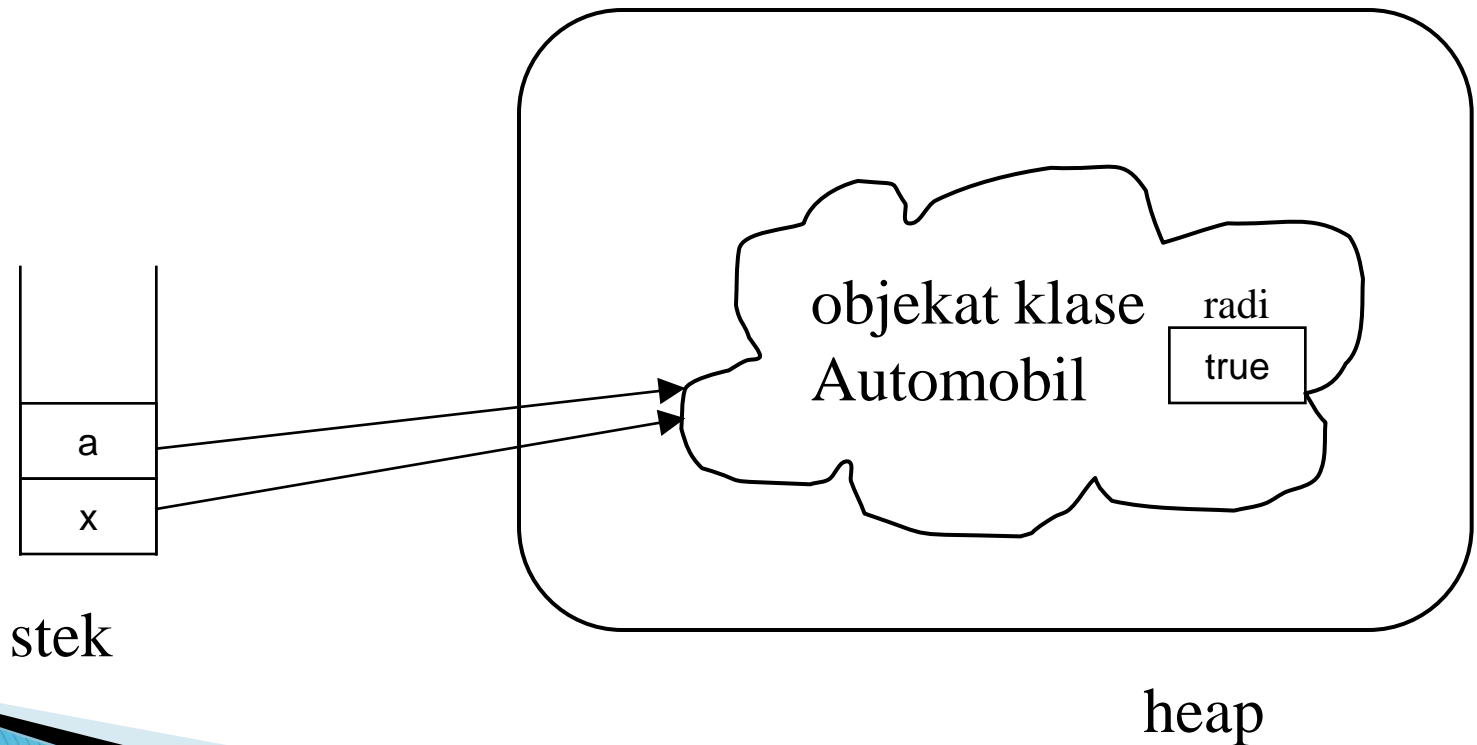 objekat klase
Automobil
radi
true
a
x
stek
heap